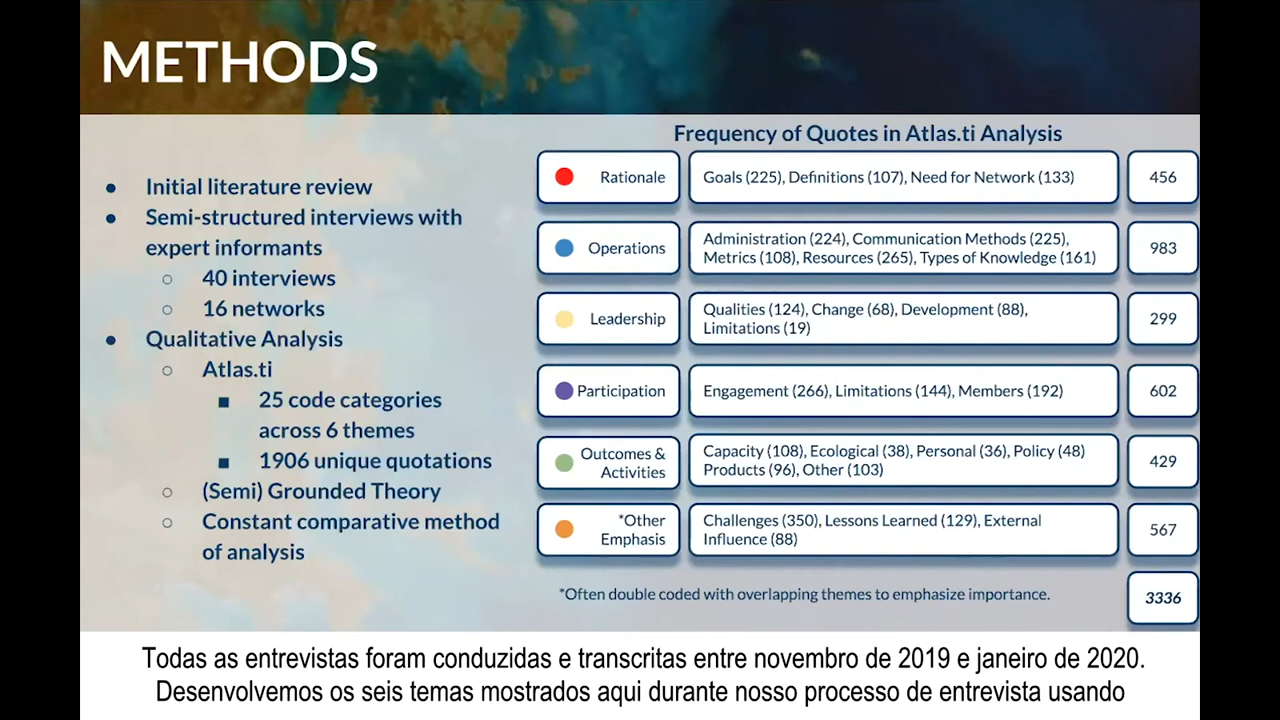 METHODS
Initial literature review
Semi-structured interviews with
expert informants
40 interviews
16 networks
Qualitative Analysis
Atlas.ti
25 code categories
across 6 themes
1906 unique quotations
(Semi) Grounded Theory
Constant comparative method
of analysis
Frequency of Quotes in Atlas.ti Analysis
Rationale
Goals (225), Definitions (107), Need for Network (133)
456
Operations
Administration (224), Communication Methods (225),
Metrics (108), Resources (265), Types of Knowledge (161)
983
Leadership
Qualities (124), Change (68), Development (88),
Limitations (19)
299
Participation
Engagement (266), Limitations (144), Members (192)
602
Outcomes &
Activities
Capacity (108), Ecological (38), Personal (36), Policy (48)
Products (96), Other (103)
429
*Other
Emphasis
Challenges (350), Lessons Learned (129), External
Influence (88)
567
*Often double coded with overlapping themes to emphasize importance.
3336
Todas as entrevistas foram conduzidas e transcritas entre novembro de 2019 e janeiro de 2020.
Desenvolvemos os seis temas mostrados aqui durante nosso processo de entrevista usando